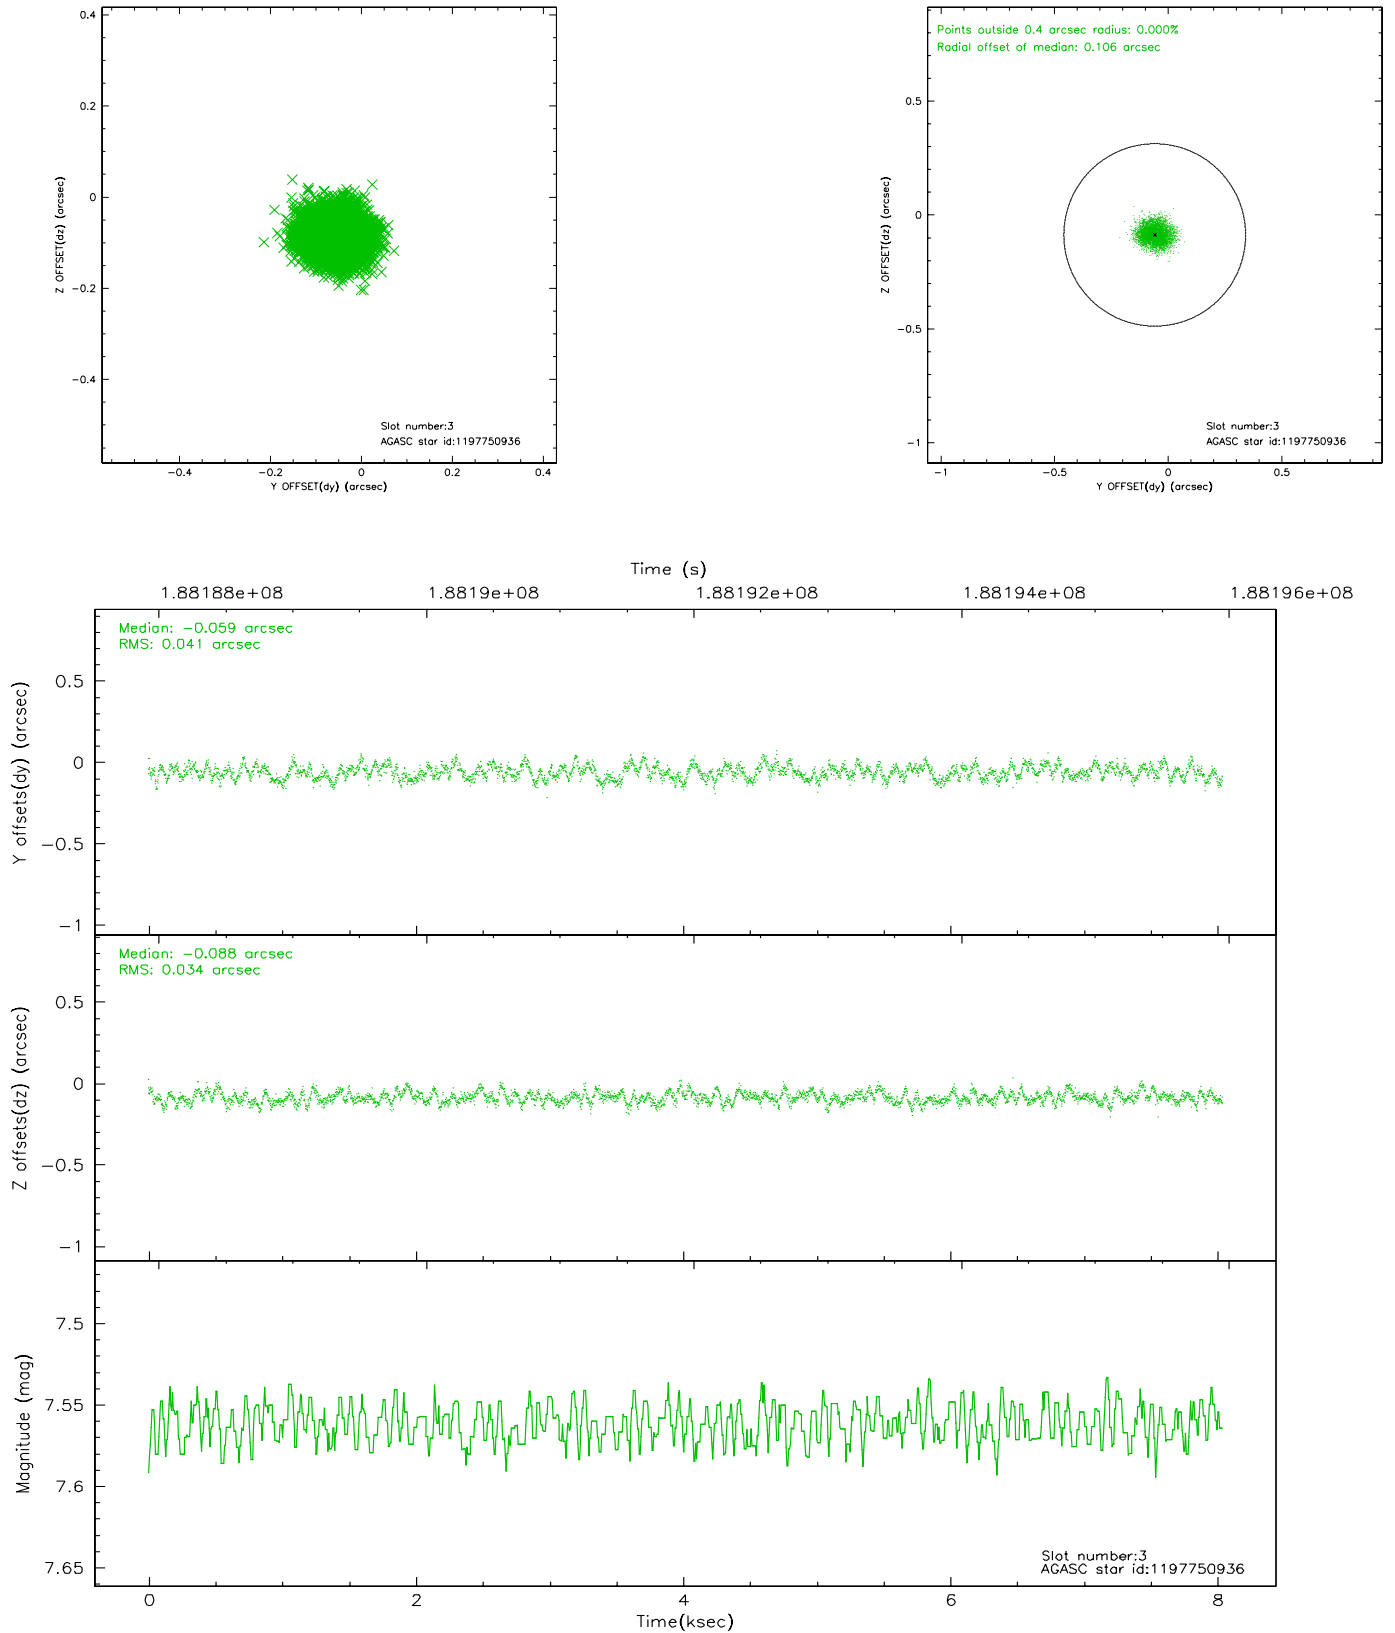 0.4
0.2
0
−0.2
−0.4
Z OFFSET(dz) (arcsec)
Slot number:3
AGASC star id:1197750936
−0.4 −0.2 0 0.2 0.4
Y OFFSET(dy) (arcsec)
Points outside 0.4 arcsec radius: 0.000%
Radial offset of median: 0.106 arcsec
0.5
0
−0.5
−1
Z OFFSET(dz) (arcsec)
Slot number:3
AGASC star id:1197750936
−1 −0.5 0 0.5
Y OFFSET(dy) (arcsec)
Time (s)
1.88188e+08 1.8819e+08 1.88192e+08 1.88194e+08 1.88196e+08
Median: −0.059 arcsec
RMS: 0.041 arcsec
0.5
0
−0.5
−1
Y offsets(dy) (arcsec)
Median: −0.088 arcsec
RMS: 0.034 arcsec
0.5
0
−0.5
−1
Z offsets(dz) (arcsec)
7.5
7.55
7.6
7.65
Magnitude (mag)
Slot number:3
AGASC star id:1197750936
0 2 4 6 8
Time(ksec)